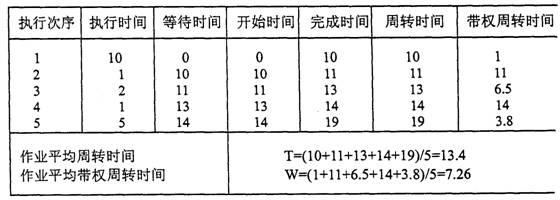 执行次序 执行时间 等待时间 开始时间 完成时间 周转时间 带权周转时间
1 10 0 0 10 10 1
2 1 10 10 11 11 11
3 2 11 11 13 13 6.5
4 1 13 13 14 14 14
5 5 14 14 19 19 3.8
作业平均周转时间 T=(10+11+13+14+19)/5=13.4
作业平均带权周转时间 W=(1+11+6.5+14+3.8)/5=7.26